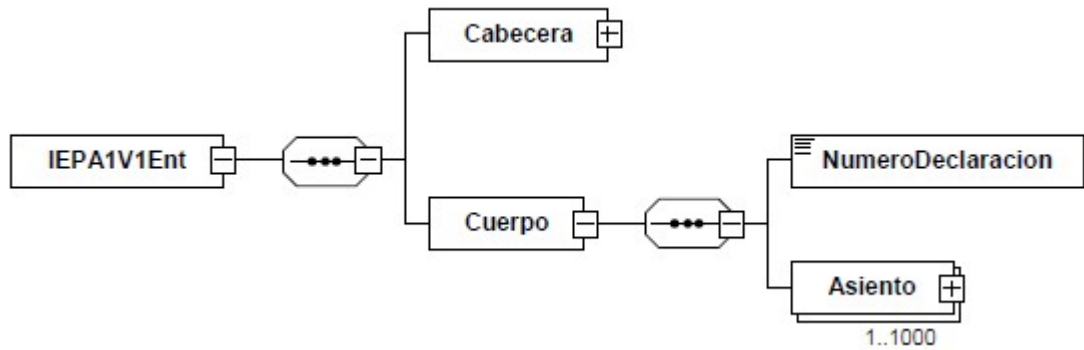 Cabecera
IEPA1V1Ent
NumeroDeclaracion
Cuerpo
Asiento
1..1000